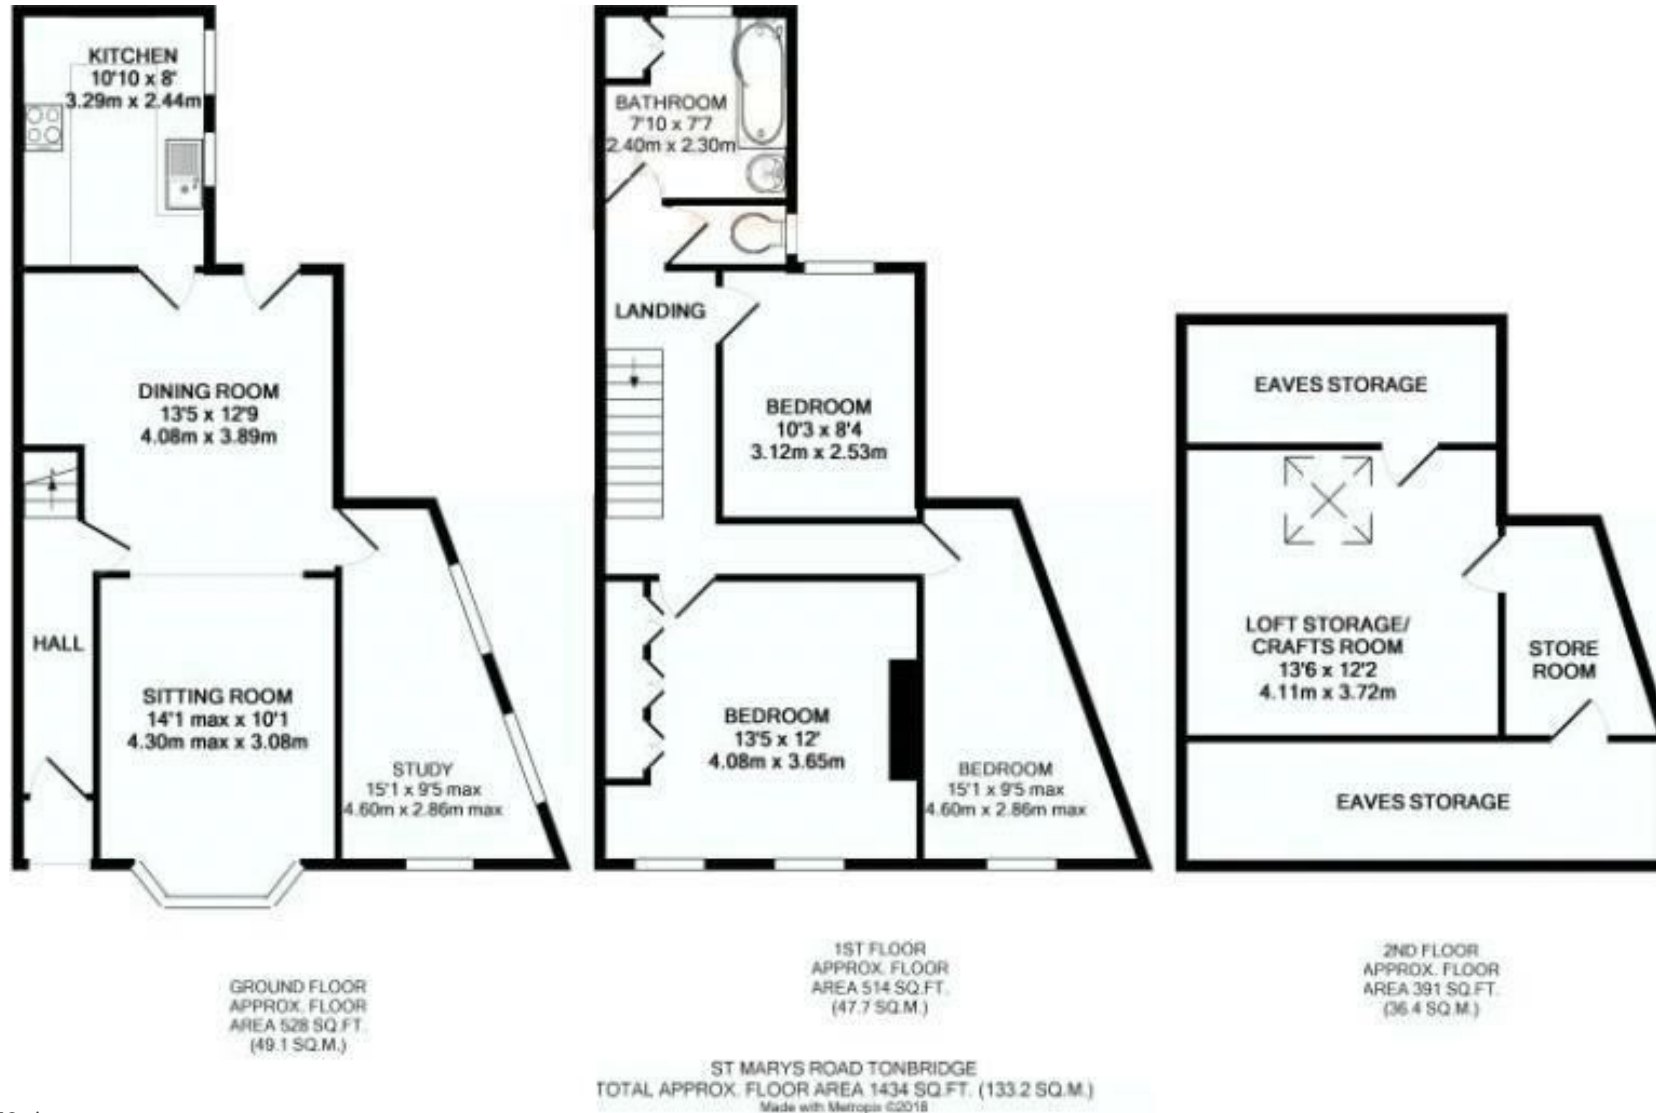 KITCHEN
10'10 x 8'
3.29m x 2.44m
DINING ROOM
13'5 x 12'9
4.08m x 3.89m
HALL
SITTING ROOM
14'1 max x 10'1
4.30m max x 3.08m
STUDY
15'1 x 9'5 max
4.60m x 2.86m max
GROUND FLOOR
APPROX. FLOOR
AREA 528 SQ.FT.
(49.1 SQ.M.)
BATHROOM
7'10 x 7'7
2.40m x 2.30m
LANDING
BEDROOM
10'3 x 8'4
3.12m x 2.53m
BEDROOM
13'5 x 12'
4.08m x 3.65m
BEDROOM
15'1 x 9'5 max
4.60m x 2.86m max
1ST FLOOR
APPROX. FLOOR
AREA 514 SQ.FT.
(47.7 SQ.M.)
EAVES STORAGE
LOFT STORAGE/
CRAFTS ROOM
13'6 x 12'2
4.11m x 3.72m
STORE
ROOM
EAVES STORAGE
2ND FLOOR
APPROX. FLOOR
AREA 391 SQ.FT.
(36.4 SQ.M.)
ST MARYS ROAD TONBRIDGE
TOTAL APPROX. FLOOR AREA 1434 SQ.FT. (133.2 SQ.M.)
Made with Metropix ©2018